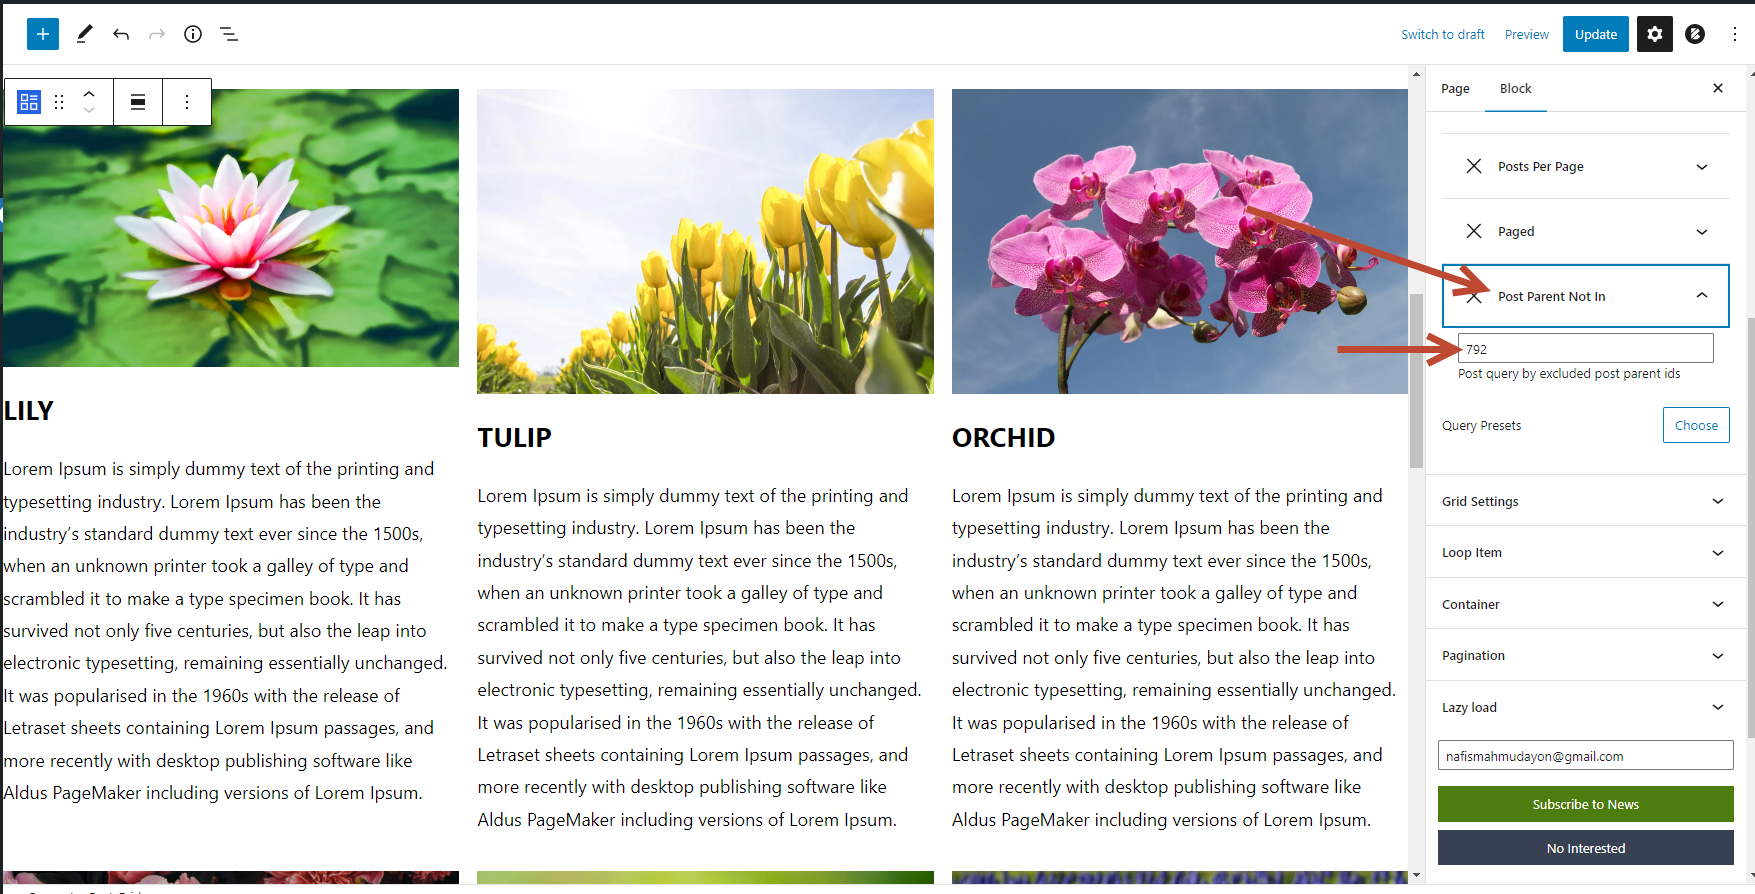 Switch to draft
Preview
Update
Page
Block
Posts Per Page
Paged
Post Parent Not In
792
Post query by excluded post parent ids
Query Presets
Choose
Grid Settings
Loop Item
Container
Pagination
Lazy load
nafismahmudayon@gmail.com
Subscribe to News
No Interested
LILY
Lorem Ipsum is simply dummy text of the printing and
typesetting industry. Lorem Ipsum has been the
industry’s standard dummy text ever since the 1500s,
when an unknown printer took a galley of type and
scrambled it to make a type specimen book. It has
survived not only five centuries, but also the leap into
electronic typesetting, remaining essentially unchanged.
It was popularised in the 1960s with the release of
Letraset sheets containing Lorem Ipsum passages, and
more recently with desktop publishing software like
Aldus PageMaker including versions of Lorem Ipsum.
TULIP
Lorem Ipsum is simply dummy text of the printing and
typesetting industry. Lorem Ipsum has been the
industry’s standard dummy text ever since the 1500s,
when an unknown printer took a galley of type and
scrambled it to make a type specimen book. It has
survived not only five centuries, but also the leap into
electronic typesetting, remaining essentially unchanged.
It was popularised in the 1960s with the release of
Letraset sheets containing Lorem Ipsum passages, and
more recently with desktop publishing software like
Aldus PageMaker including versions of Lorem Ipsum.
ORCHID
Lorem Ipsum is simply dummy text of the printing and
typesetting industry. Lorem Ipsum has been the
industry’s standard dummy text ever since the 1500s,
when an unknown printer took a galley of type and
scrambled it to make a type specimen book. It has
survived not only five centuries, but also the leap into
electronic typesetting, remaining essentially unchanged.
It was popularised in the 1960s with the release of
Letraset sheets containing Lorem Ipsum passages, and
more recently with desktop publishing software like
Aldus PageMaker including versions of Lorem Ipsum.